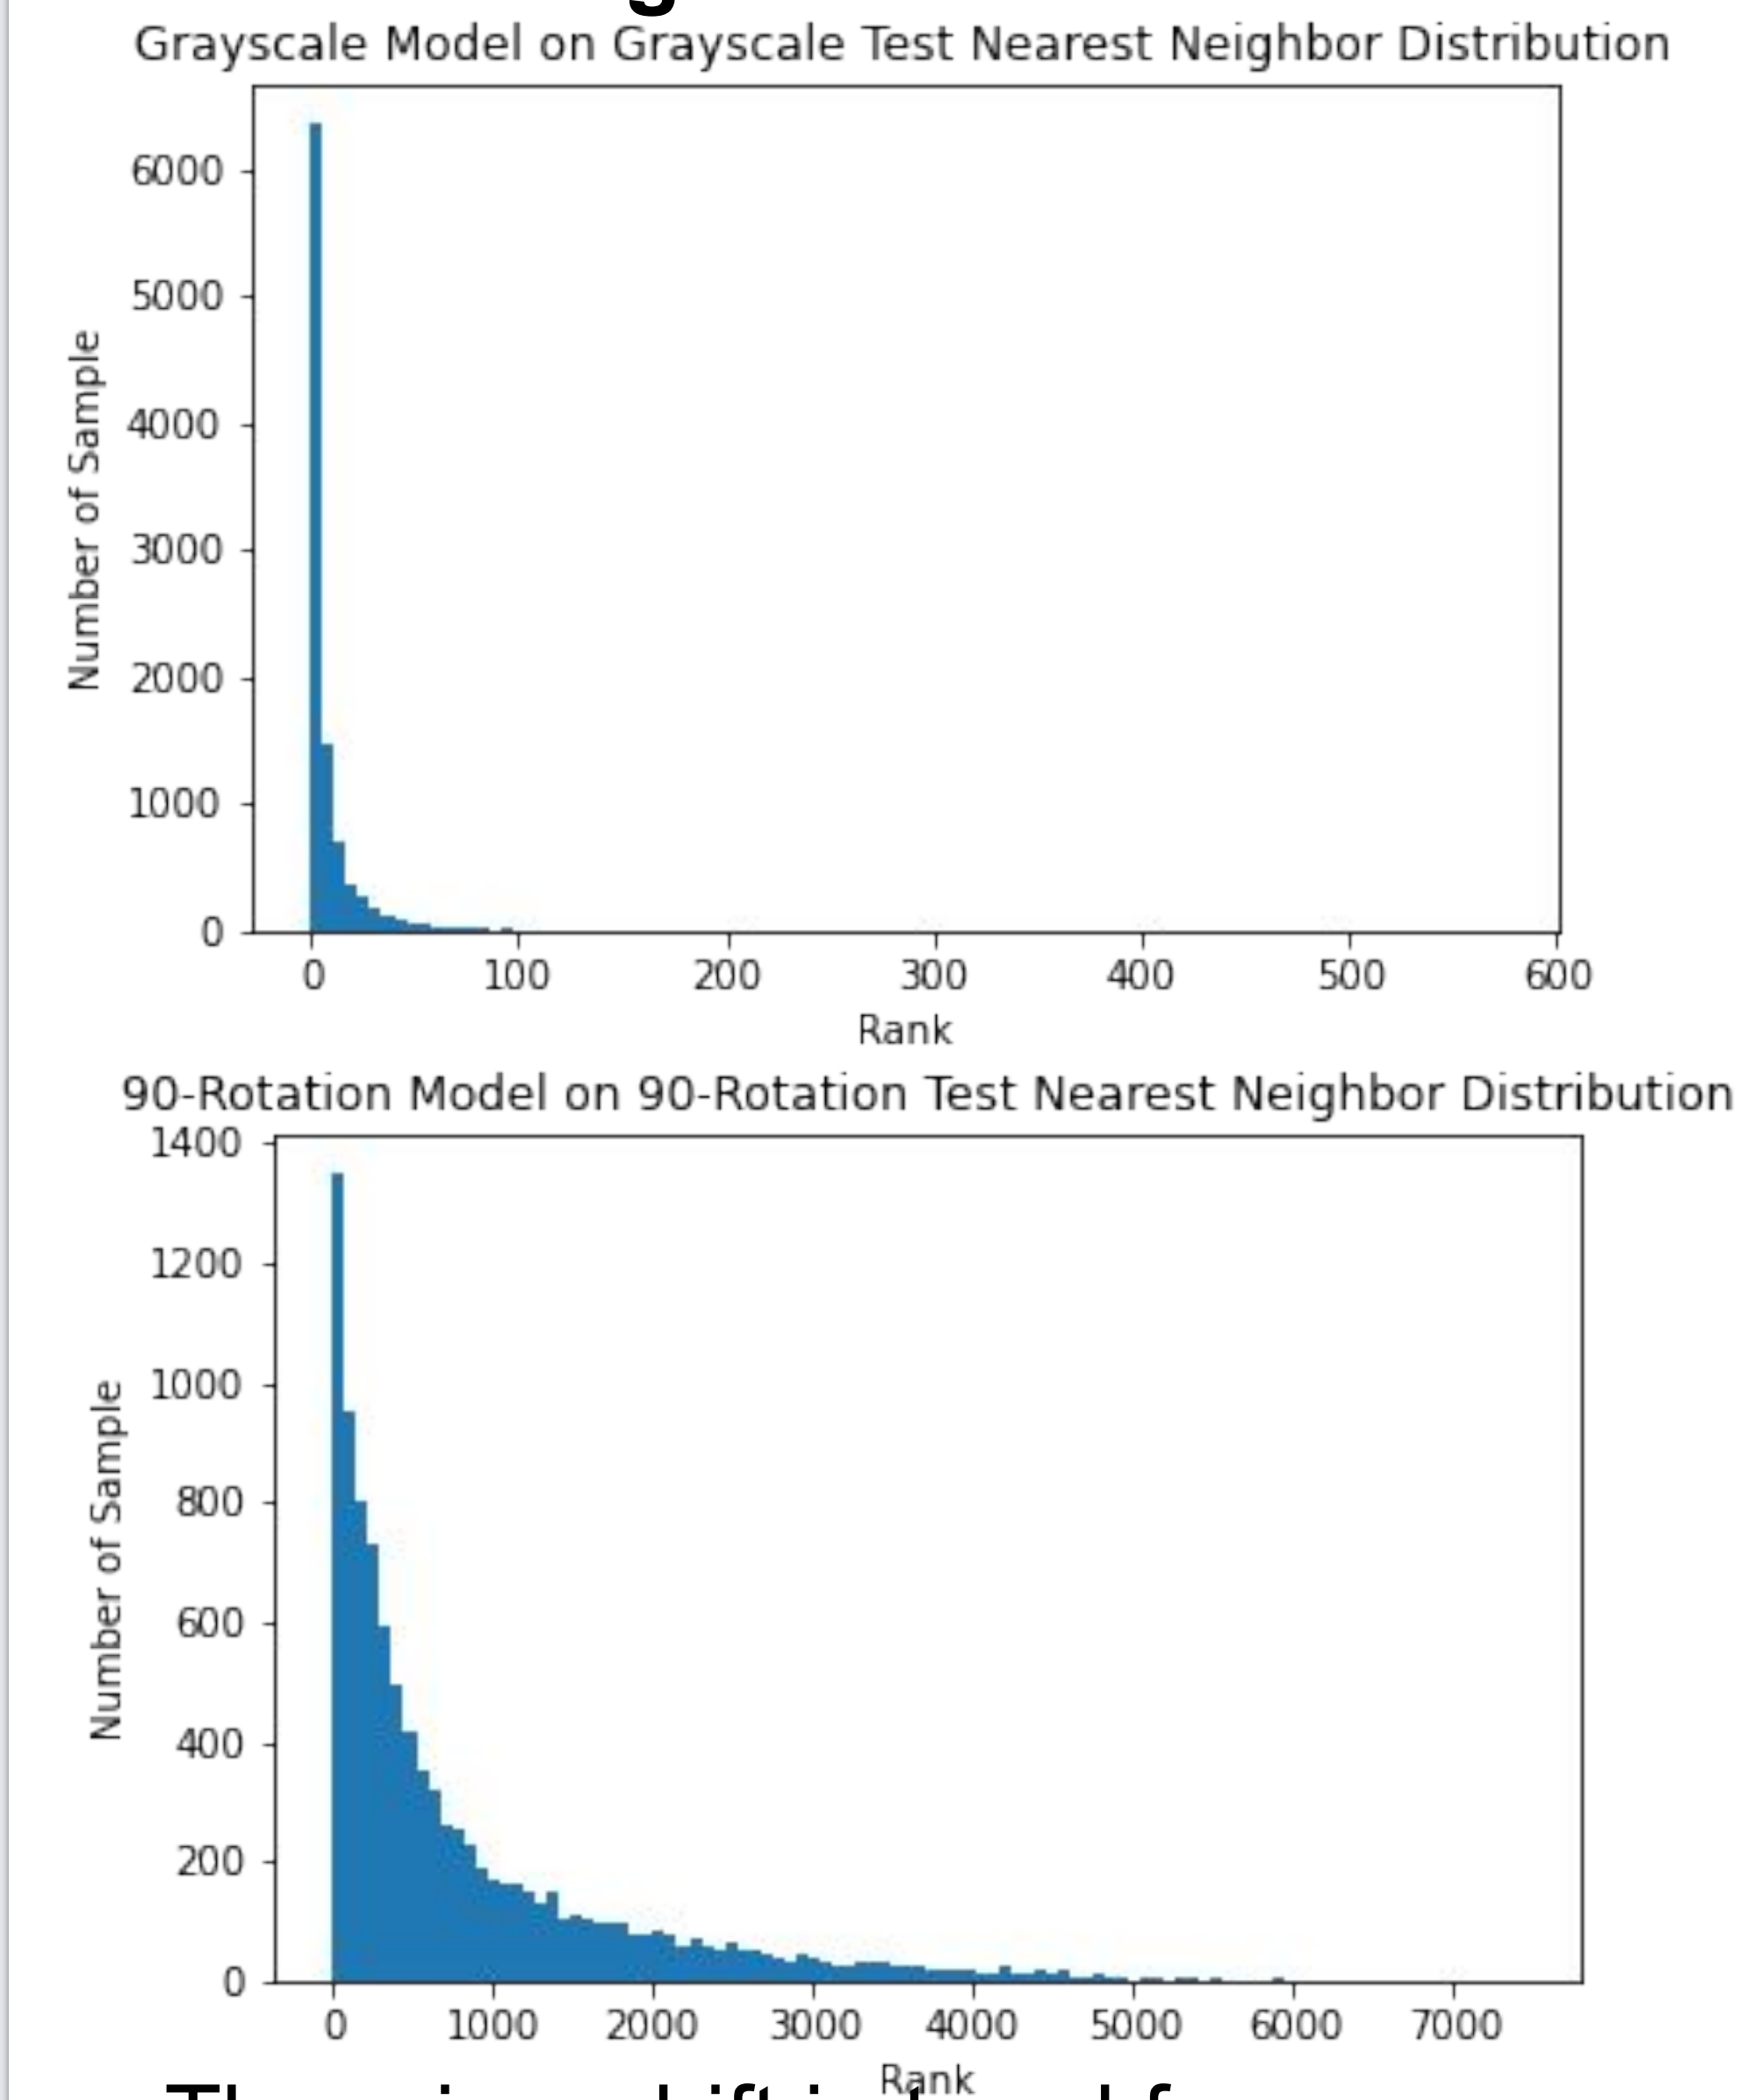 Grayscale Model on Grayscale Test Nearest Neighbor Distribution
6000
5000
4000
3000
2000
1000
0
Number of Sample
0 100 200 300 400 500 600
Rank
90-Rotation Model on 90-Rotation Test Nearest Neighbor Distribution
1400
1200
1000
800
600
400
200
0
Number of Sample
0 1000 2000 3000 4000 5000 6000 7000
Rank